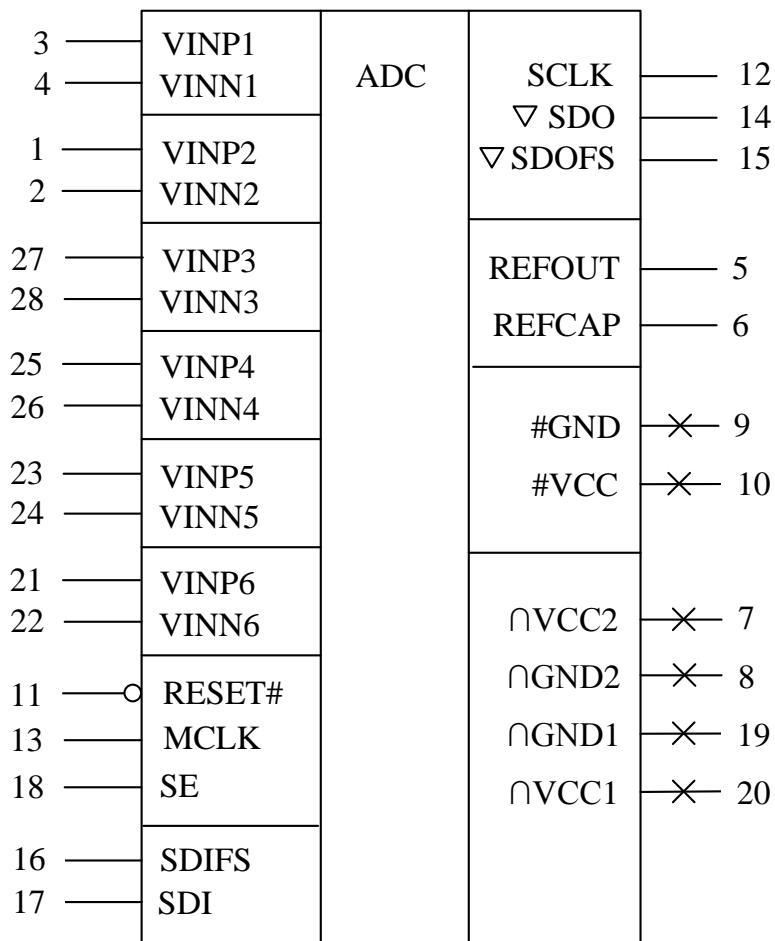 3 VINP1 ADC SCLK 12
4 VINN1 ▽ SDO 14
1 VINP2 ▽ SDOFS 15
2 VINN2
27 VINP3 REFOUT 5
28 VINN3 REFCAP 6
25 VINP4
26 VINN4 #GND 9
23 VINP5 #VCC 10
24 VINN5
21 VINP6 ∩VCC2 7
22 VINN6 ∩GND2 8
11 RESET# ∩GND1 19
13 MCLK ∩VCC1 20
18 SE
16 SDIFS
17 SDI